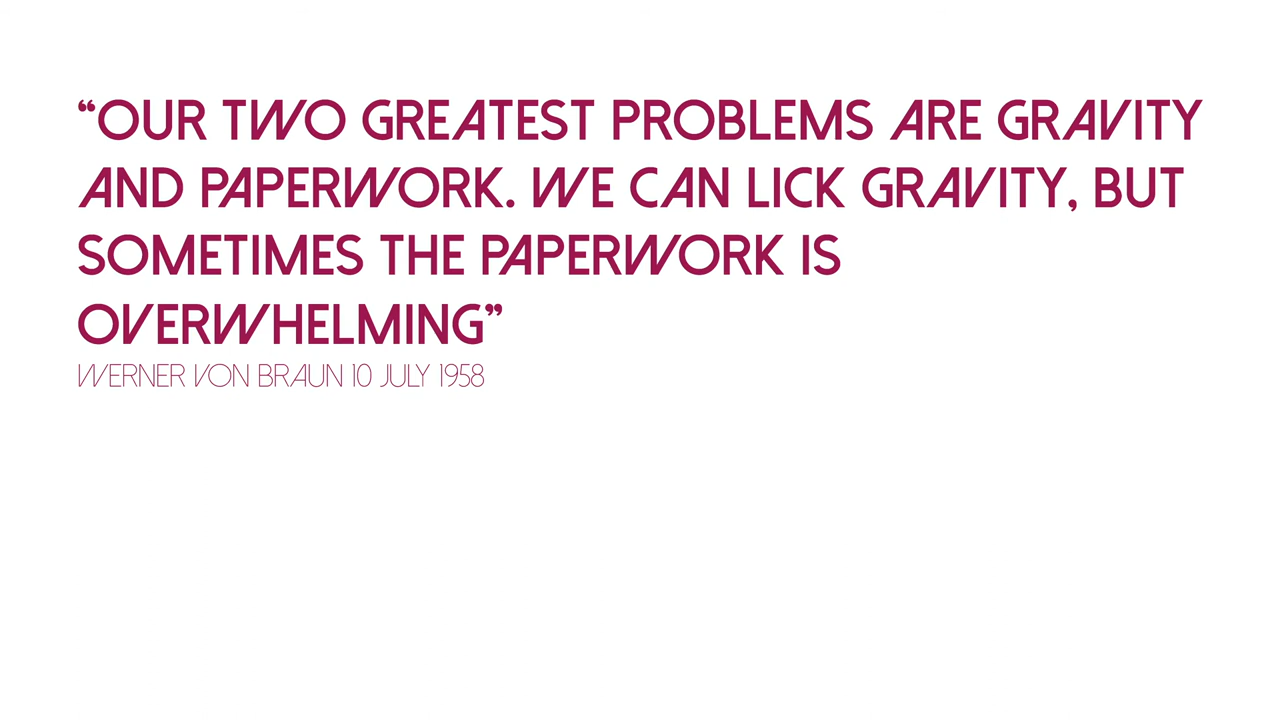 “OUR TWO GREATEST PROBLEMS ARE GRAVITY
AND PAPERWORK. WE CAN LICK GRAVITY, BUT
SOMETIMES THE PAPERWORK IS
OVERWHELMING”
WERNER VON BRAUN 10 JULY 1958